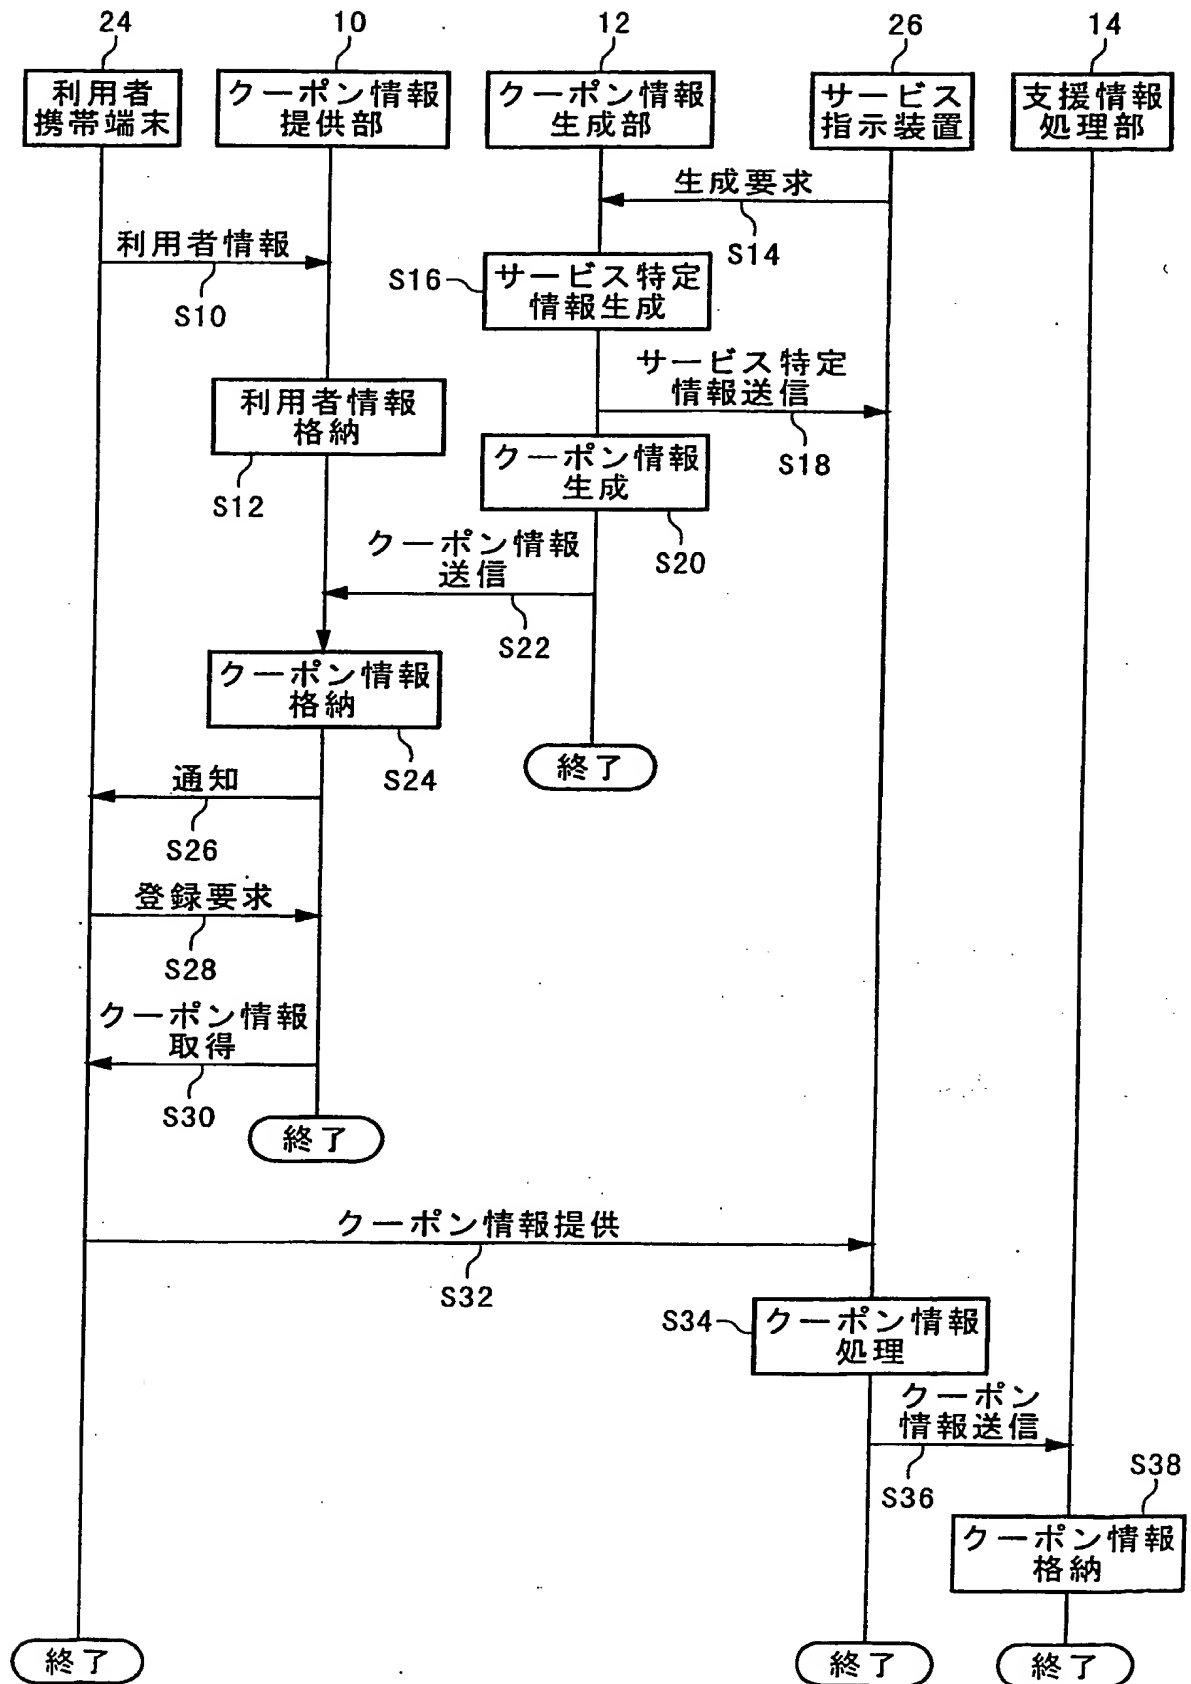 24
10
12
26
14
利用者
携帯端末
クーポン情報
提供部
クーポン情報
生成部
サービス
指示装置
支援情報
処理部
生成要求
S14
利用者情報
S10
S16
サービス特定
情報生成
サービス特定
情報送信
S18
利用者情報
格納
S12
クーポン情報
生成
S20
クーポン情報
送信
S22
クーポン情報
格納
S24
終了
通知
S26
登録要求
S28
クーポン情報
取得
S30
終了
クーポン情報提供
S32
S34
クーポン情報
処理
クーポン
情報送信
S36
S38
クーポン情報
格納
終了
終了
終了